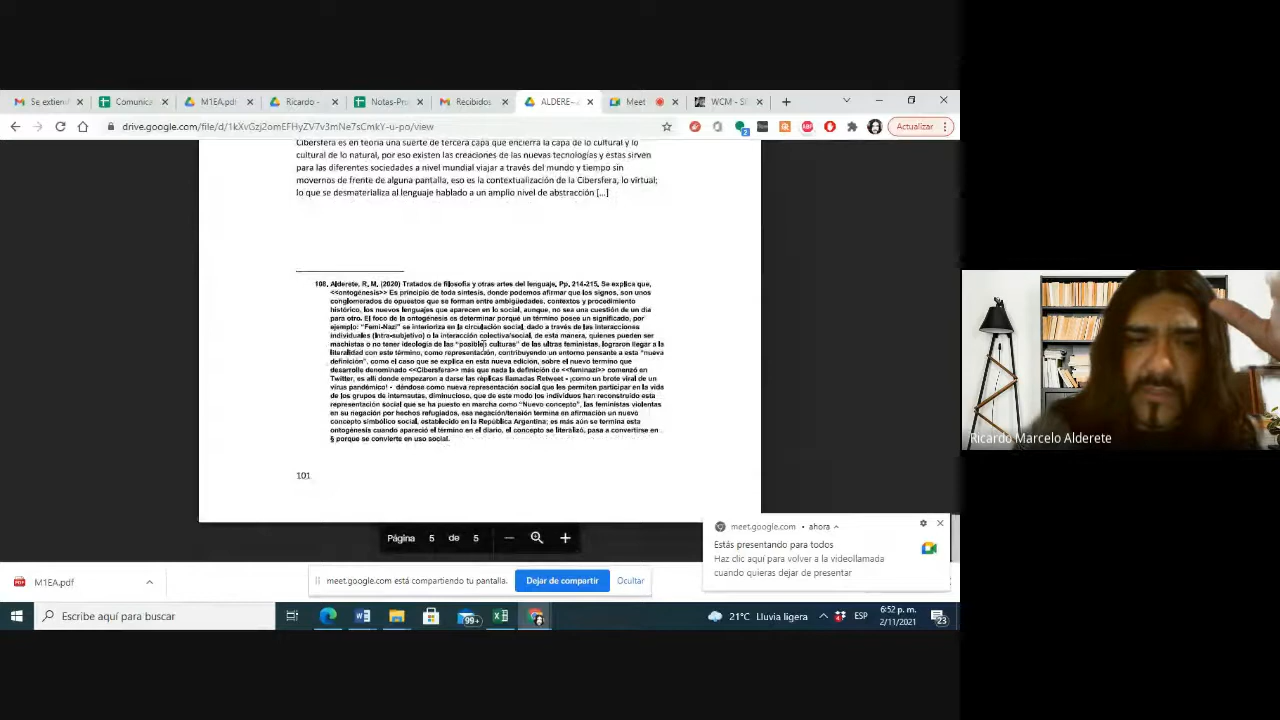 Se extien
Comunica
M1EA.pdf
Ricardo -
Notas-Pro
Recibidos
ALDERE-
Meet
WCM - SI
drive.google.com/file/d/1kXvGzj2omEFHyZV7v3mNe7sCmkY-u-po/view
Actualizar
Cibersfera es en teoría una suerte de tercera capa que encierra la capa de lo cultural y lo
cultural de lo natural, por eso existen las creaciones de las nuevas tecnologías y estas sirven
para las diferentes sociedades a nivel mundial viajar a través del mundo y tiempo sin
movernos de frente de alguna pantalla, eso es la contextualización de la Cibersfera, lo virtual;
lo que se desmaterializa al lenguaje hablado a un amplio nivel de abstracción [...]
108, Alderete, R, M, (2020) Tratados de filosofía y otras artes del lenguaje, Pp, 214-215, Se explica que,
<<ontogénesis>> Es principio de toda síntesis, donde podemos afirmar que los signos, son unos
conglomerados de opuestos que se forman entre ambigüedades, contextos y procedimiento
histórico, los nuevos lenguajes que aparecen en lo social, aunque, no sea una cuestión de un día
para otro. El foco de la ontogénesis es determinar porqué un término posee un significado, por
ejemplo: "Femi-Nazi" se interioriza en la circulación social, dado a través de las interacciones
individuales (Intra-subjetivo) o la interacción colectiva/social, de esta manera, quienes pueden ser
machistas o no tener ideología de las "posibles culturas" de las ultras feministas, lograron llegar a la
literalidad con este término, como representación, contribuyendo un entorno pensante a esta "nueva
definición", como el caso que se explica en esta nueva edición, sobre el nuevo termino que
desarrolle denominado <<Cibersfera>> más que nada la definición de <<feminazi>> comenzó en
Twitter, es allí donde empezaron a darse las réplicas llamadas Retweet - ¡como un brote viral de un
virus pandémico! - dándose como nueva representación social que les permiten participar en la vida
de los grupos de internautas, diminucioso, que de este modo los individuos han reconstruido esta
representación social que se ha puesto en marcha como "Nuevo concepto", las feministas violentas
en su negación por hechos refugiados, esa negación/tensión termina en afirmación un nuevo
concepto simbólico social, establecido en la República Argentina; es más aún se termina esta
ontogénesis cuando apareció el término en el diario, el concepto se literalizó, pasa a convertirse en
§ porque se convierte en uso social.
101
Página 5 de 5
meet.google.com • ahora
Estás presentando para todos
Haz clic aquí para volver a la videollamada
cuando quieras dejar de presentar
M1EA.pdf
meet.google.com está compartiendo tu pantalla.
Dejar de compartir
Ocultar
Escribe aquí para buscar
99+
21°C Lluvia ligera
ESP
6:52 p. m.
2/11/2021
23
Ricardo Marcelo Alderete